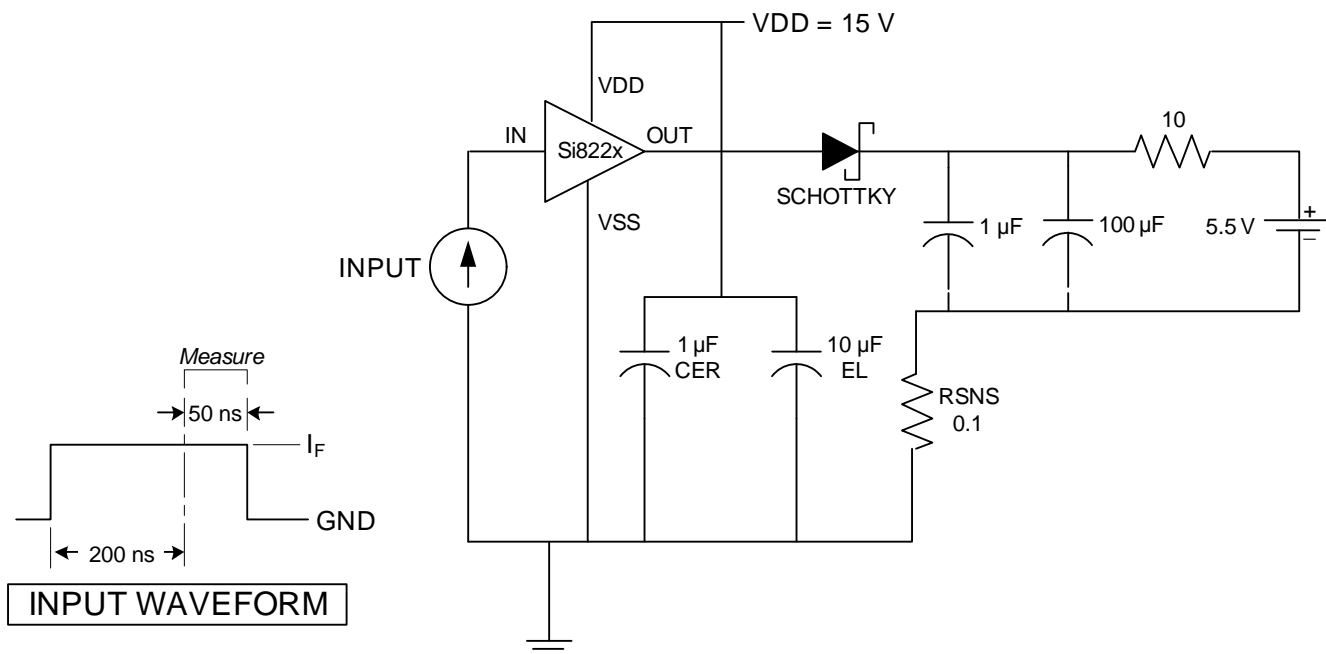 VDD = 15 V
VDD
10
IN
OUT
Si822x
SCHOTTKY
VSS
1 µF
100 µF
5.5 V
+
–
INPUT
Measure
1 µF
CER
10 µF
EL
RSNS
0.1
50 ns
IF
GND
200 ns
INPUT WAVEFORM